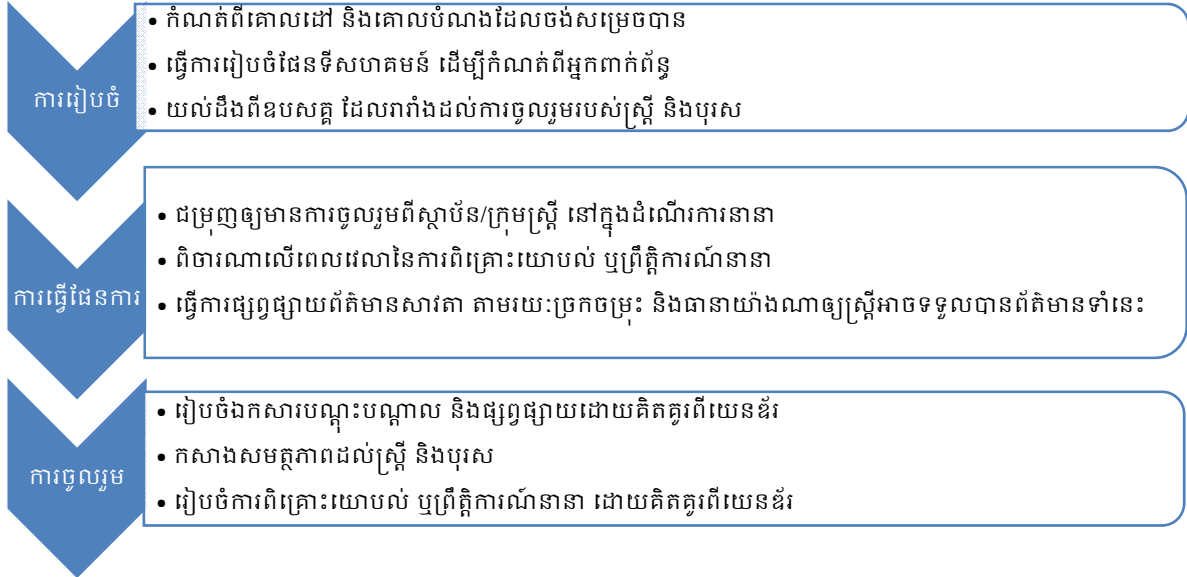 ការរៀបចំ
• កំណត់ពីគោលដៅ និងគោលបំណងដែលចង់សម្រេចបាន
• ធ្វើការរៀបចំផែនទីសហគមន៍ ដើម្បីកំណត់ពីអ្នកពាក់ព័ន្ធ
• យល់ដឹងពីឧបសគ្គ ដែលរារាំងដល់ការចូលរួមរបស់ស្ត្រី និងបុរស
ការធ្វើផែនការ
• ជម្រុញឲ្យមានការចូលរួមពីស្ថាប័ន/ក្រុមស្ត្រី នៅក្នុងដំណើរការនានា
• ពិចារណាលើពេលវេលានៃការពិគ្រោះយោបល់ ឬព្រឹត្តិការណ៍នានា
• ធ្វើការផ្សព្វផ្សាយព័ត៌មានសាវតា តាមរយៈច្រកចម្រុះ និងធានាយ៉ាងណាឲ្យស្ត្រីអាចទទួលបានព័ត៌មានទាំនេះ
ការចូលរួម
• រៀបចំឯកសារបណ្តុះបណ្តាល និងផ្សព្វផ្សាយដោយគិតគូរពីយេនឌ័រ
• កសាងសមត្ថភាពដល់ស្ត្រី និងបុរស
• រៀបចំការពិគ្រោះយោបល់ ឬព្រឹត្តិការណ៍នានា ដោយគិតគូរពីយេនឌ័រ